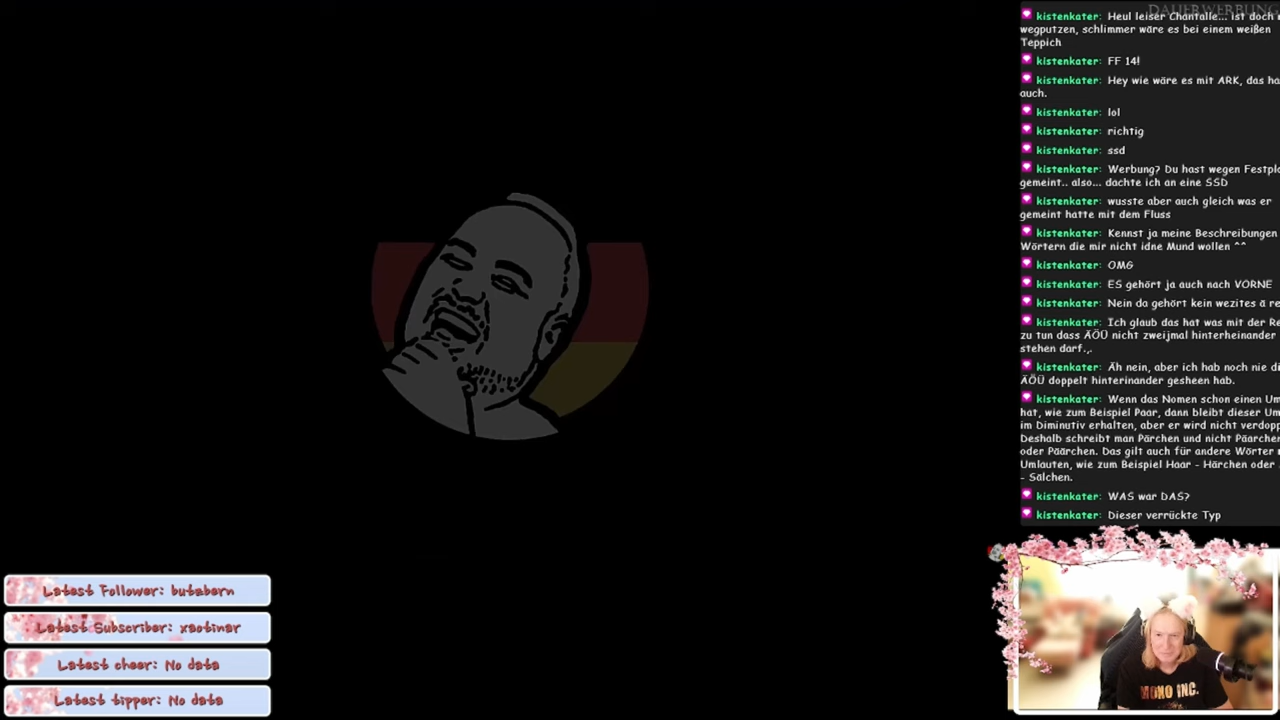 DAUERWERBUNG
kistenkater: Heul leiser Chantalle... ist doch
wegputzen, schlimmer wäre es bei einem weißen
Teppich
kistenkater: FF 14!
kistenkater: Hey wie wäre es mit ARK, das ha
auch.
kistenkater: lol
kistenkater: richtig
kistenkater: ssd
kistenkater: Werbung? Du hast wegen Festpl
gemeint.. also... dachte ich an eine SSD
kistenkater: wusste aber auch gleich was er
gemeint hatte mit dem Fluss
kistenkater: Kennst ja meine Beschreibungen
Wörtern die mir nicht idne Mund wollen ^^
kistenkater: OMG
kistenkater: ES gehört ja auch nach VORNE
kistenkater: Nein da gehört kein wezites ä re
kistenkater: Ich glaub das hat was mit der Re
zu tun dass ÄÖÜ nicht zweijmal hinterheinander
stehen darf.,.
kistenkater: Äh nein, aber ich hab noch nie di
ÄÖÜ doppelt hinterinander gesheen hab.
kistenkater: Wenn das Nomen schon einen Um
hat, wie zum Beispiel Paar, dann bleibt dieser Um
im Diminutiv erhalten, aber er wird nicht verdopp
Deshalb schreibt man Pärchen und nicht Päarchen
oder Päärchen. Das gilt auch für andere Wörter
Umlauten, wie zum Beispiel Haar - Härchen oder
- Sälchen.
kistenkater: WAS war DAS?
kistenkater: Dieser verrückte Typ
Latest Follower: butzbern
Latest Subscriber: xaotinar
Latest cheer: No data
Latest tipper: No data
MONO INC.